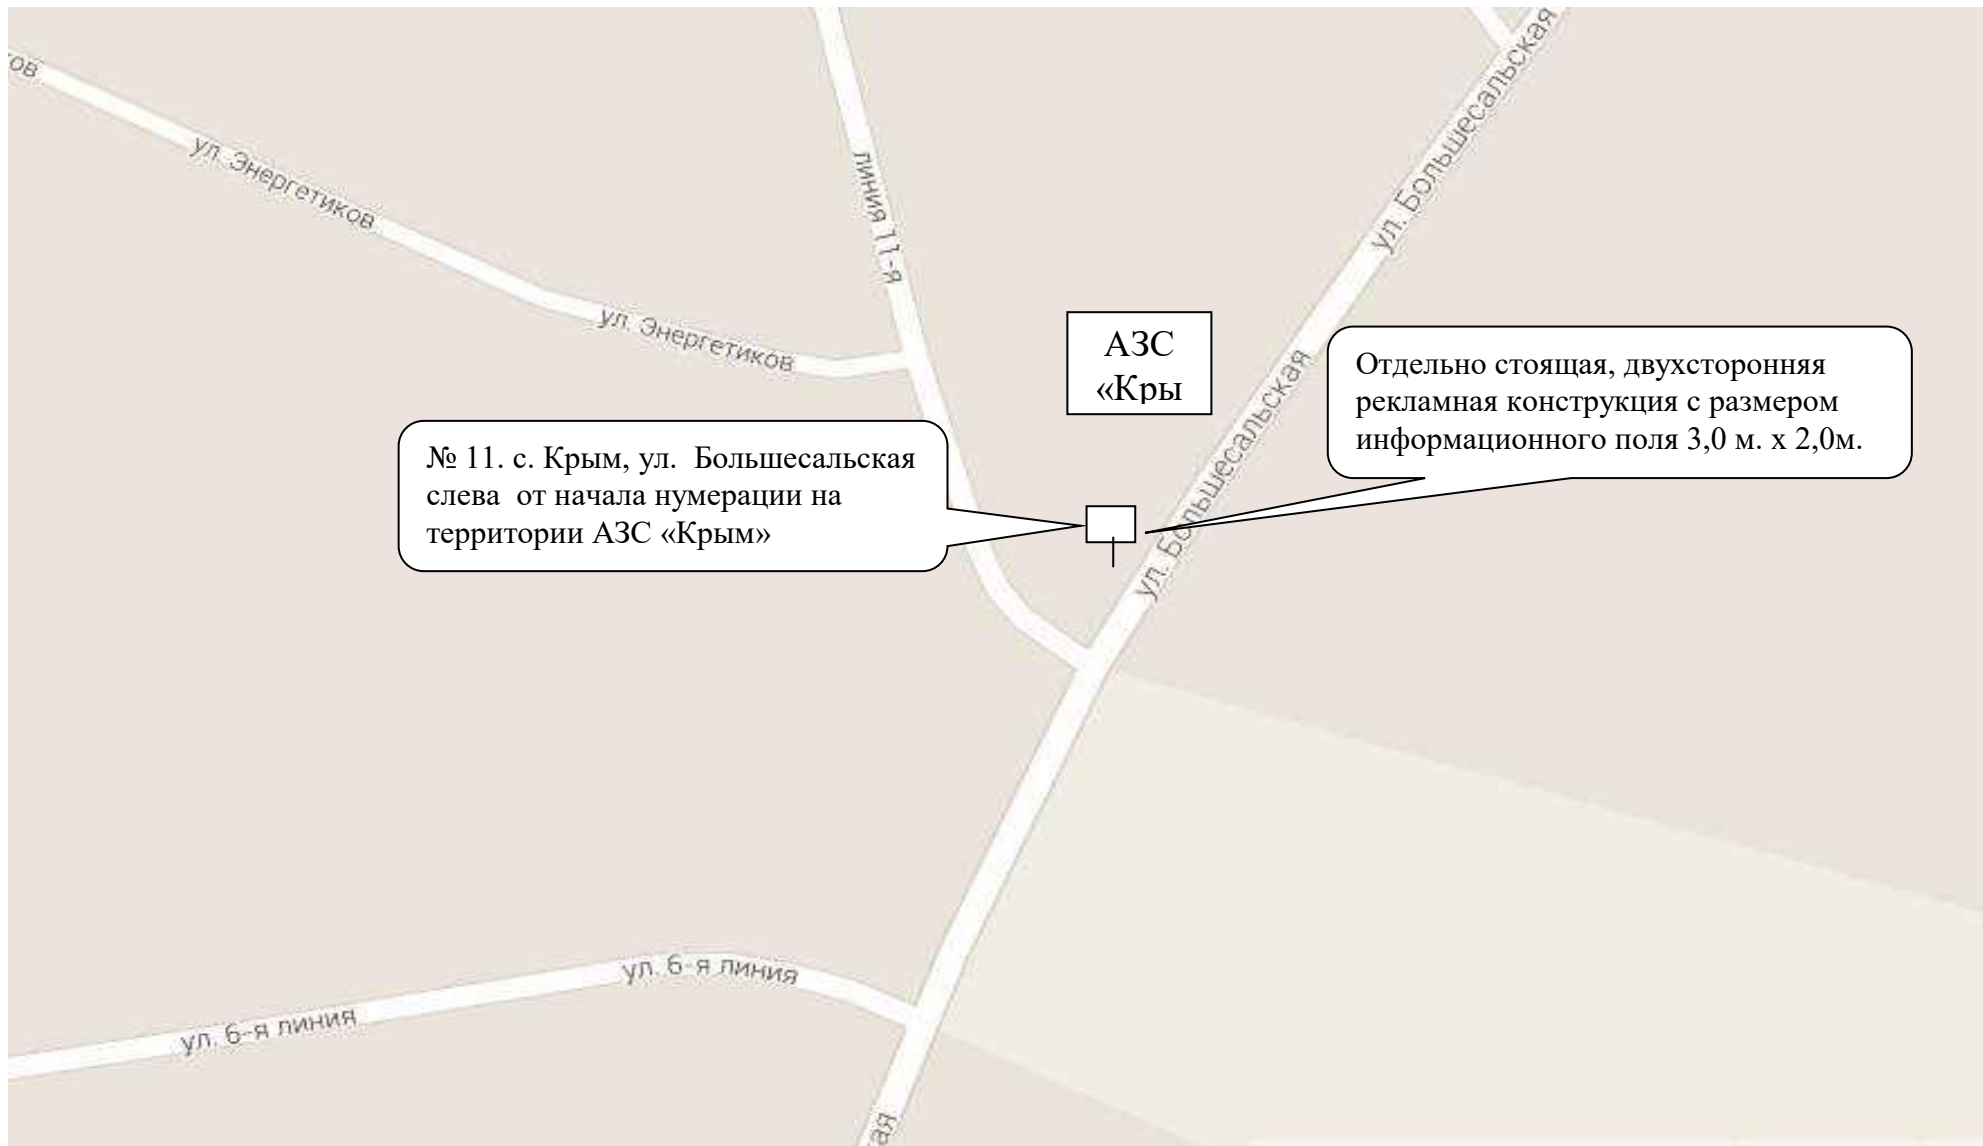 ов
ул. Энергетиков
ул. Энергетиков
линия 11-я
ул. Большесальская
АЗС
«Кры
ул. Большесальская
Отдельно стоящая, двухсторонняя
рекламная конструкция с размером
информационного поля 3,0 м. х 2,0м.
№ 11. с. Крым, ул.  Большесальская
слева  от начала нумерации на
территории АЗС «Крым»
ул. 6-я линия
ул. 6-я линия
ая